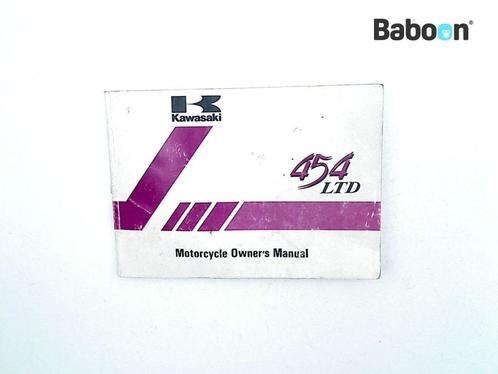 Baboon®
Kawasaki
454
LTD
Motorcycle Owner's Manual